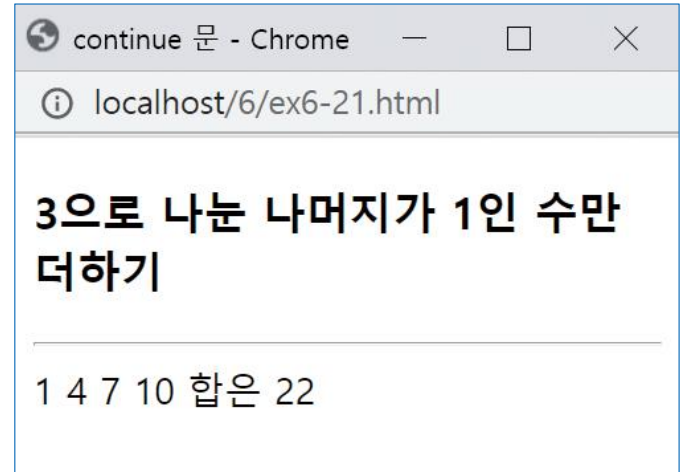 continue 문 - Chrome
localhost/6/ex6-21.html
3으로 나눈 나머지가 1인 수만
더하기
1 4 7 10 합은 22